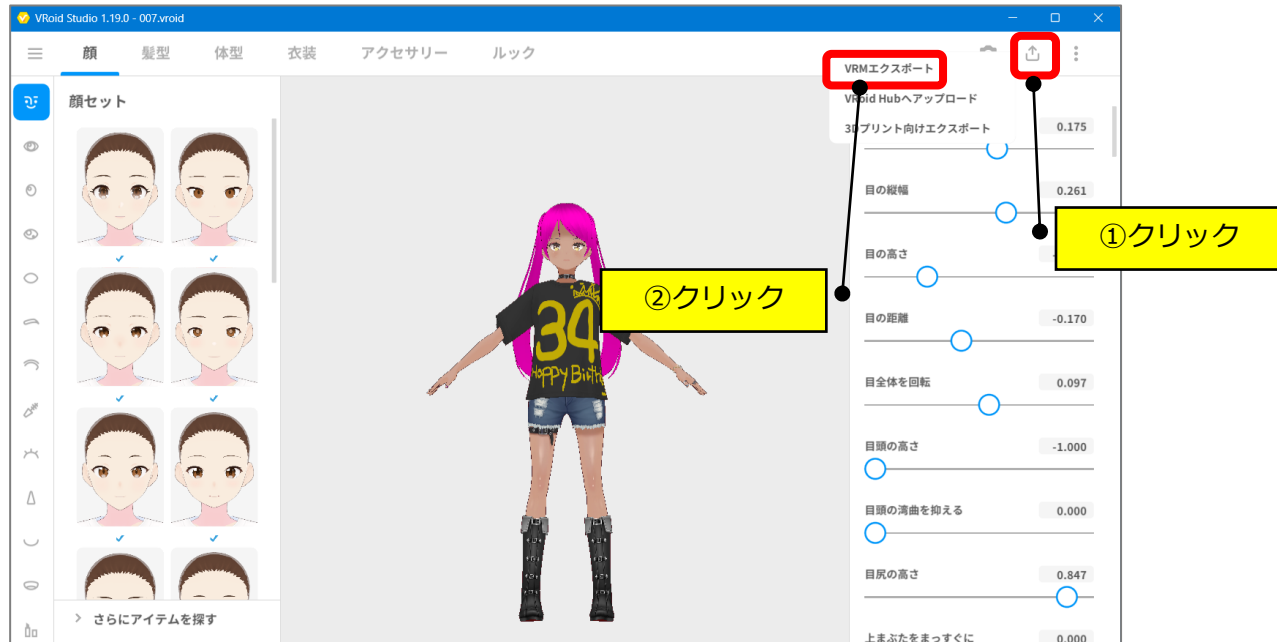 VRoid Studio 1.19.0 - 007.vroid
顔 髪型 体型 衣装 アクセサリー ルック
VRMエクスポート
VRoid Hubへアップロード
3Dプリント向けエクスポート
顔セット
0.175
目の縦幅 0.261
①クリック
目の高さ
②クリック
目の距離 -0.170
34
Happy Birth
目全体を回転 0.097
目頭の高さ -1.000
目頭の湾曲を抑える 0.000
目尻の高さ 0.847
さらにアイテムを探す
上まぶたをまっすぐに 0.000